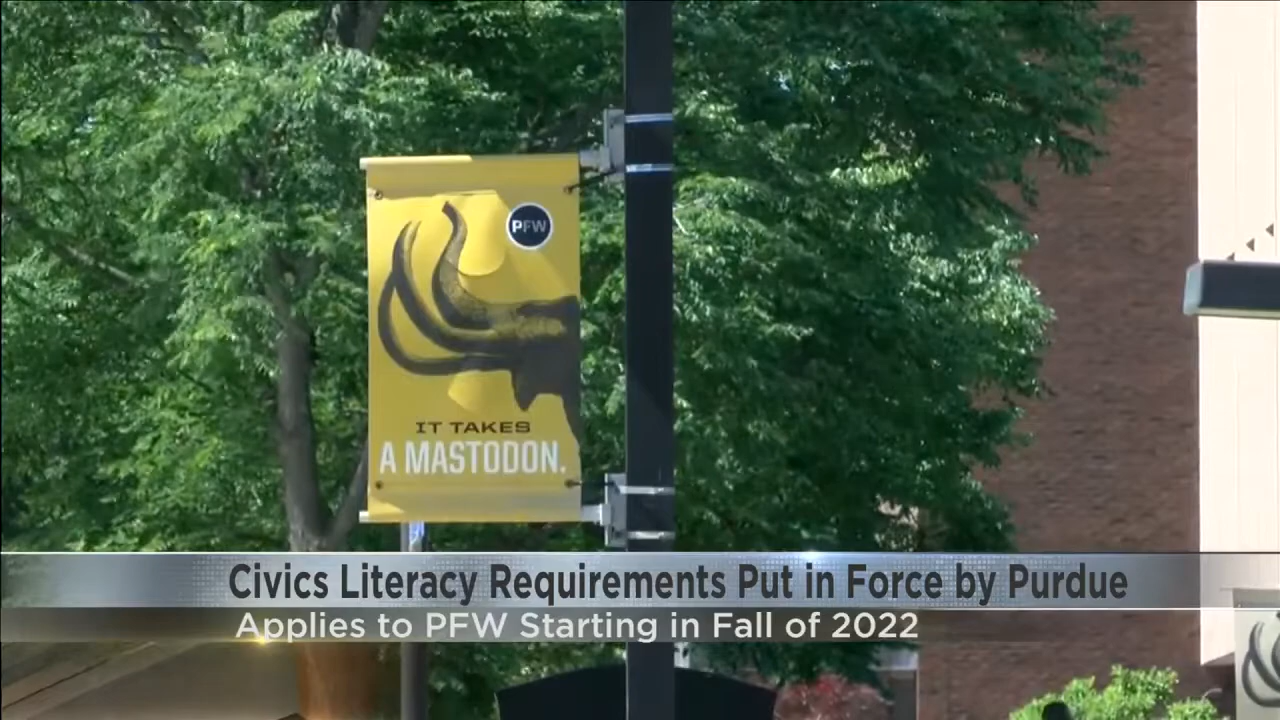 PFW
IT TAKES
A MASTODON.
Civics Literacy Requirements Put in Force by Purdue
Applies to PFW Starting in Fall of 2022